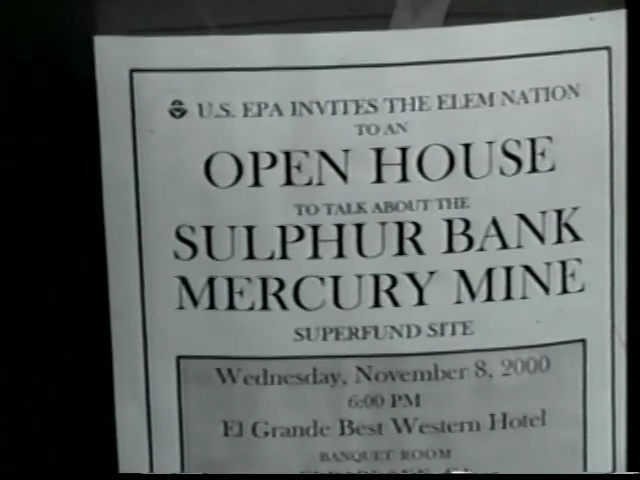 U.S. EPA INVITES THE ELEM NATION
TO AN
OPEN HOUSE
TO TALK ABOUT THE
SULPHUR BANK
MERCURY MINE
SUPERFUND SITE
Wednesday, November 8, 2000
6:00 PM
El Grande Best Western Hotel
BANQUET ROOM